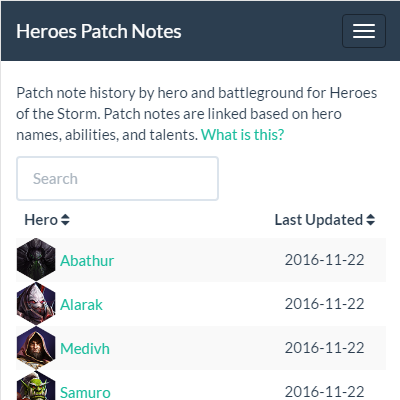 Heroes Patch Notes
Patch note history by hero and battleground for Heroes
of the Storm. Patch notes are linked based on hero
names, abilities, and talents. What is this?
Search
Hero Last Updated
Abathur 2016-11-22
Alarak 2016-11-22
Medivh 2016-11-22
Samuro 2016-11-22